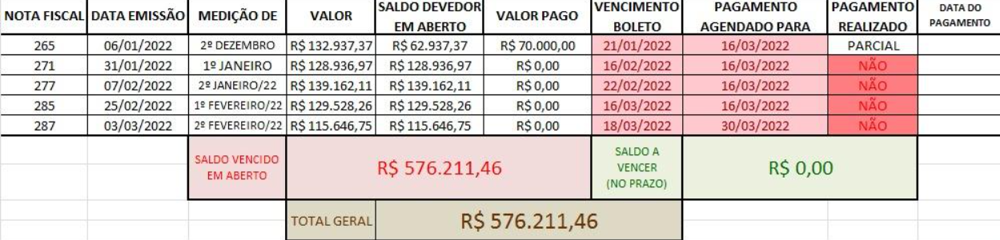 NOTA FISCAL DATA EMISSÃO MEDIÇÃO DE VALOR SALDO DEVEDOR EM ABERTO VALOR PAGO VENCIMENTO BOLETO PAGAMENTO AGENDADO PARA PAGAMENTO REALIZADO DATA DO PAGAMENTO
265 06/01/2022 2º DEZEMBRO R$ 132.937,37 R$ 62.937,37 R$ 70.000,00 21/01/2022 16/03/2022 PARCIAL
271 31/01/2022 1º JANEIRO R$ 128.936,97 R$ 128.936,97 R$ 0,00 16/02/2022 16/03/2022 NÃO
277 07/02/2022 2º JANEIRO/22 R$ 139.162,11 R$ 139.162,11 R$ 0,00 22/02/2022 16/03/2022 NÃO
285 25/02/2022 1º FEVEREIRO/22 R$ 129.528,26 R$ 129.528,26 R$ 0,00 16/03/2022 16/03/2022 NÃO
287 03/03/2022 2º FEVEREIRO/22 R$ 115.646,75 R$ 115.646,75 R$ 0,00 18/03/2022 30/03/2022 NÃO
SALDO VENCIDO
EM ABERTO
R$ 576.211,46
SALDO A
VENCER
(NO PRAZO)
R$ 0,00
TOTAL GERAL R$ 576.211,46